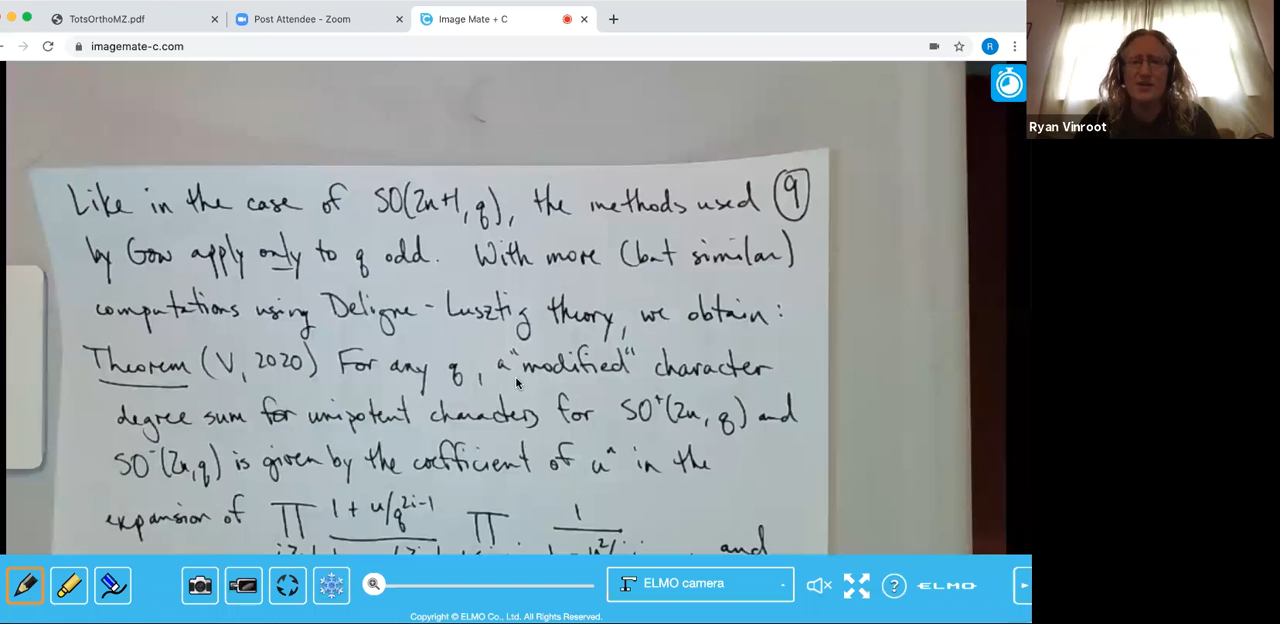 TotsOrthoMZ.pdf
Post Attendee - Zoom
Image Mate + C
imagemate-c.com
R
Ryan Vinroot
Like in the case of SO(2n+1, q), the methods used 9
by Gow apply only to q odd. With more (but similar)
computations using Deligne-Lusztig theory, we obtain:
Theorem (V, 2020) For any q, a "modified" character
degree sum for unipotent characters for SO⁺(2n, q) and
SO⁻(2n, q) is given by the coefficient of uⁿ in the
expansion of ∏ 1 + u/q²ⁱ⁻¹ ∏ 1 and
ELMO camera
ELMO
Copyright © ELMO Co., Ltd. All Rights Reserved.